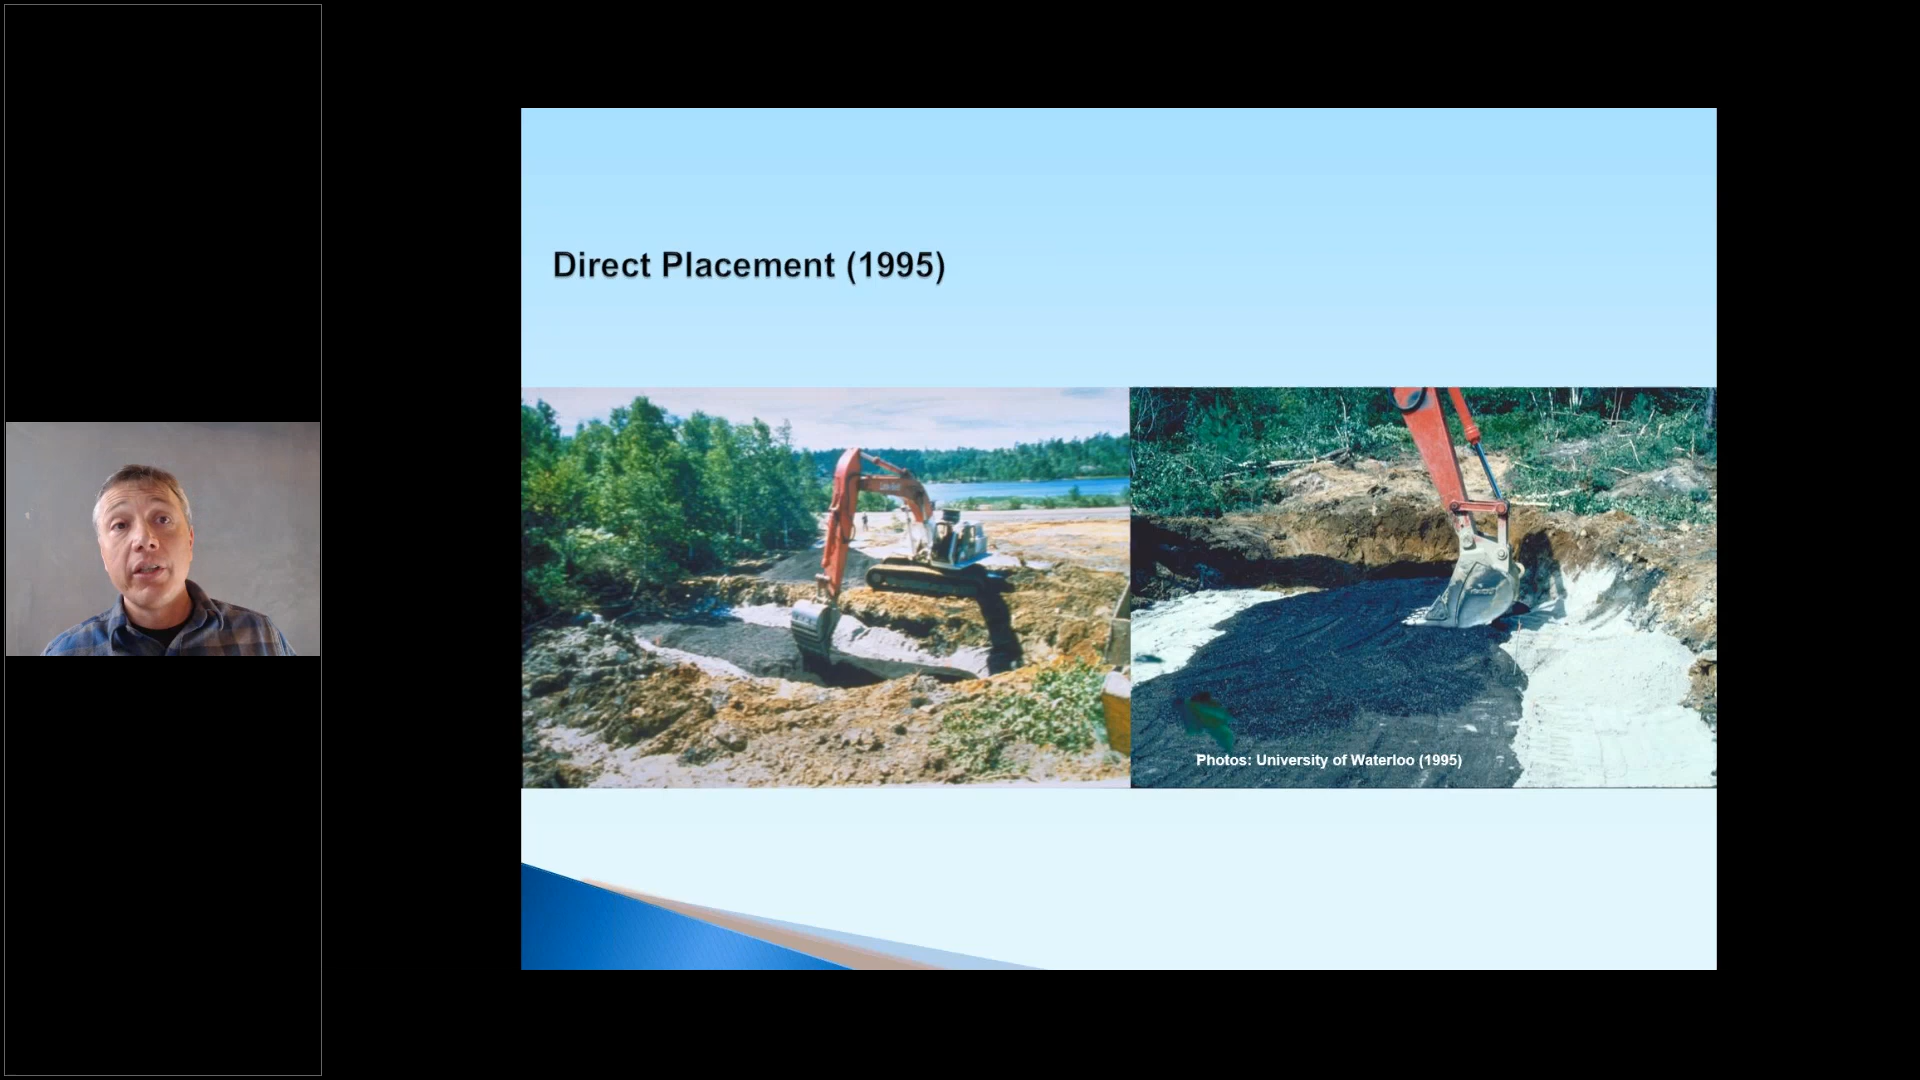 Direct Placement (1995)
Photos: University of Waterloo (1995)